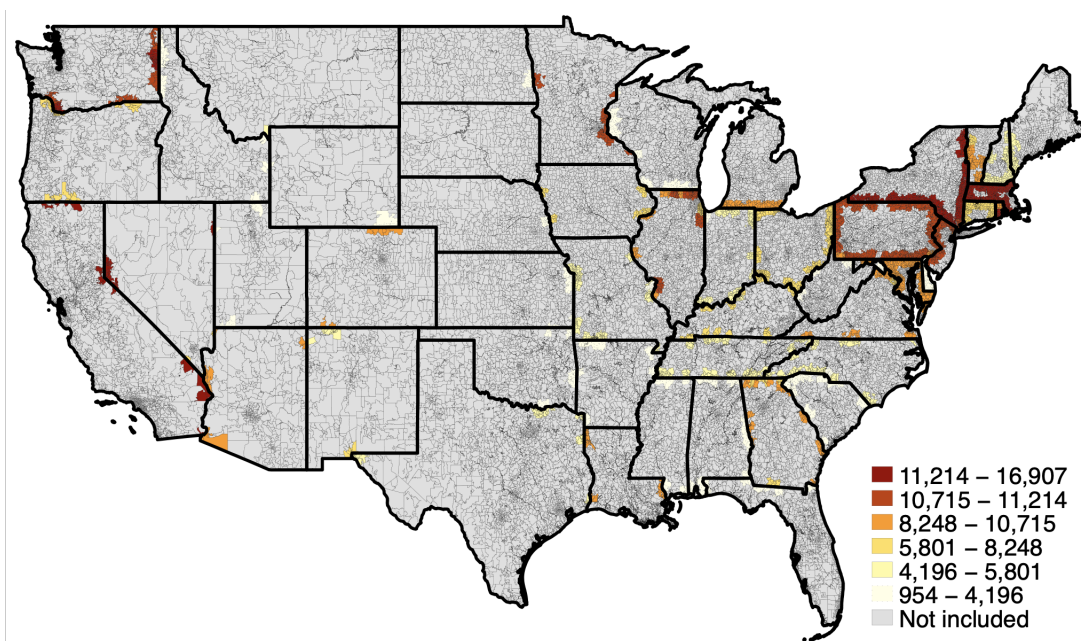 11,214 – 16,907
10,715 – 11,214
8,248 – 10,715
5,801 – 8,248
4,196 – 5,801
954 – 4,196
Not included